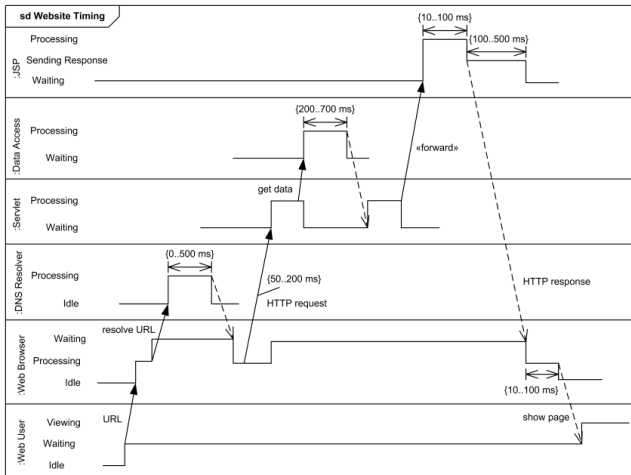 sd Website Timing
{10..100 ms}
{100..500 ms}
:JSP
Processing
Sending Response
Waiting
{200..700 ms}
:Data Access
Processing
Waiting
«forward»
get data
:Servlet
Processing
Waiting
{0..500 ms}
{50..200 ms}
HTTP request
HTTP response
:DNS Resolver
Processing
Idle
resolve URL
:Web Browser
Waiting
Processing
Idle
{10..100 ms}
URL
show page
:Web User
Viewing
Waiting
Idle